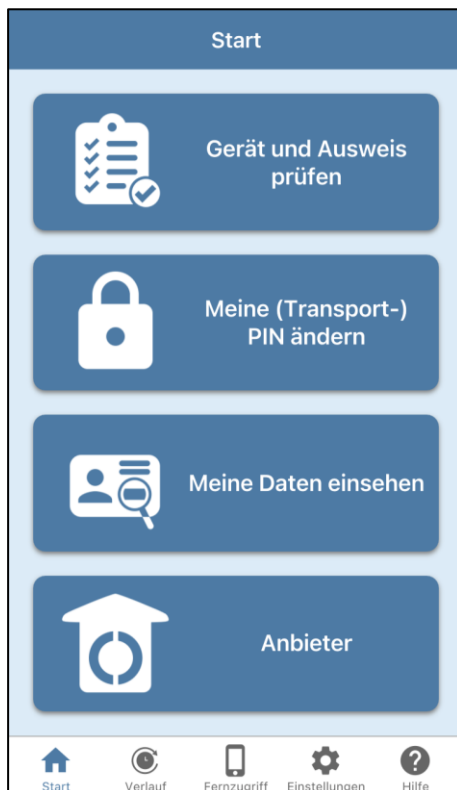 Start
Gerät und Ausweis
prüfen
Meine (Transport-)
PIN ändern
Meine Daten einsehen
Anbieter
Start Verlauf Fernzugriff Einstellungen Hilfe